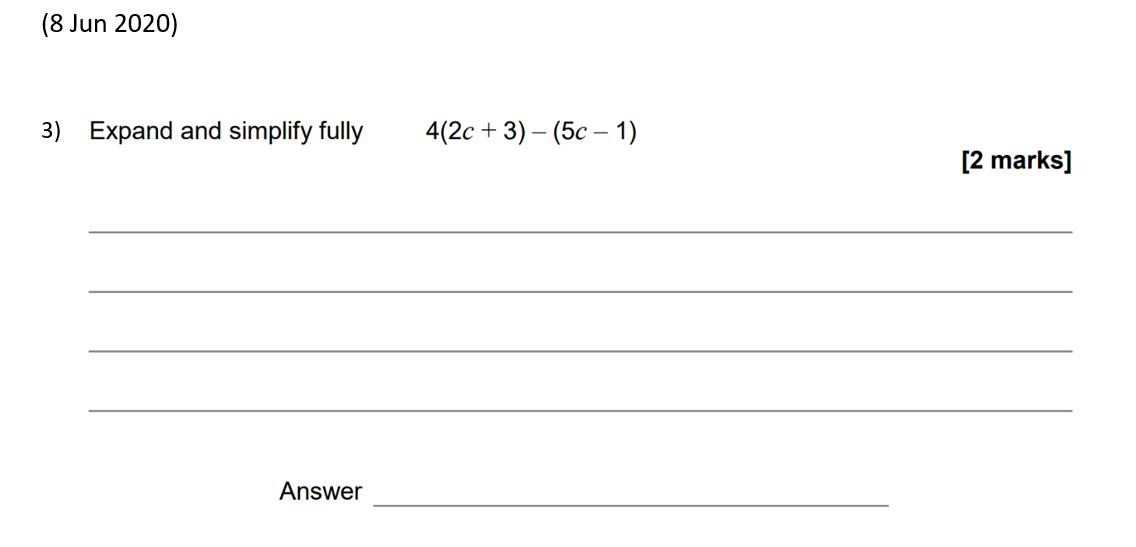 (8 Jun 2020)
3) Expand and simplify fully 4(2c + 3) – (5c – 1)
[2 marks]
Answer